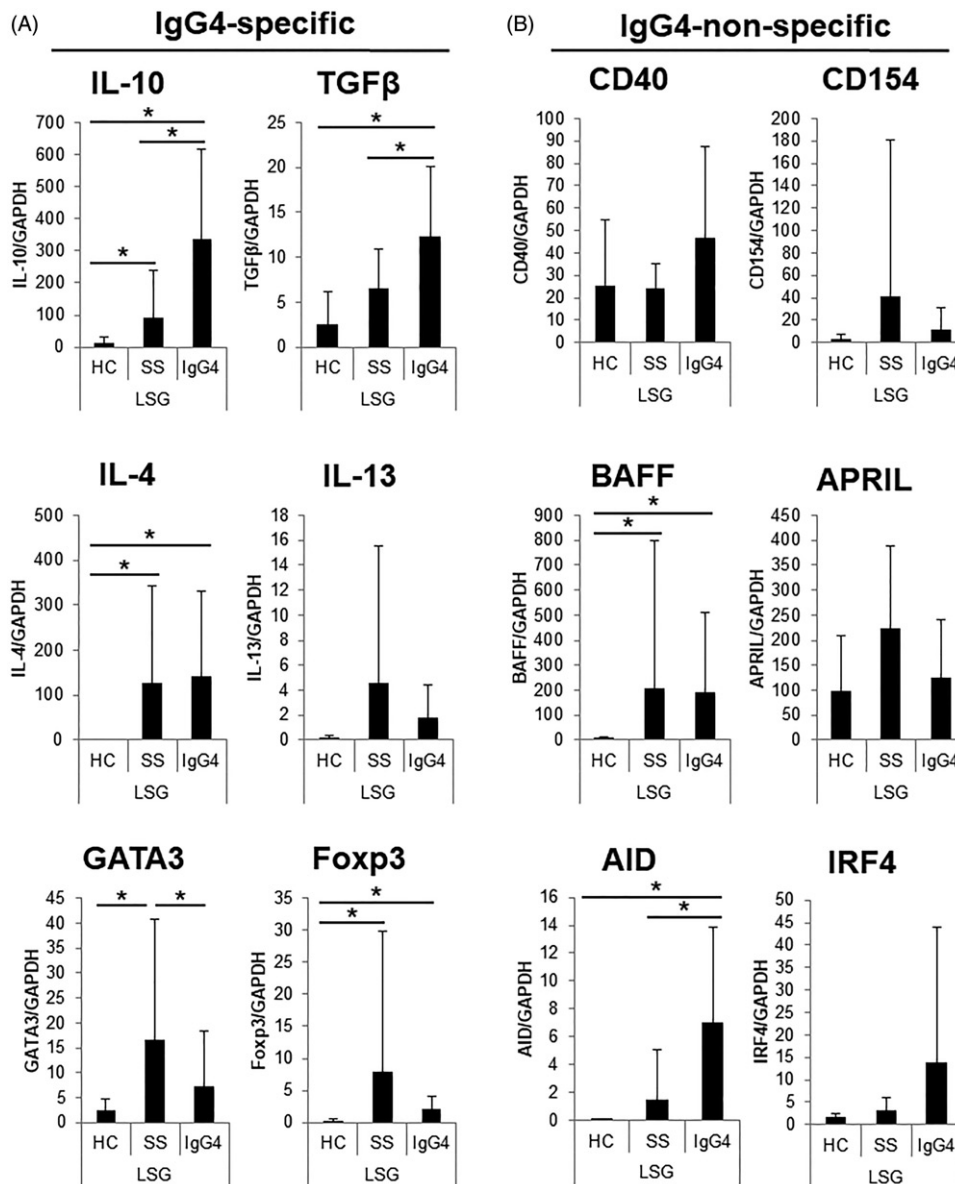 (A) IgG4-specific
IL-10
IL-10/GAPDH
700
600
500
400
300
200
100
0
* * *
HC SS IgG4
LSG
TGFβ
TGFβ/GAPDH
25
20
15
10
5
0
* *
HC SS IgG4
LSG
IL-4
IL-4/GAPDH
500
400
300
200
100
0
* *
HC SS IgG4
LSG
IL-13
IL-13/GAPDH
18
16
14
12
10
8
6
4
2
0
HC SS IgG4
LSG
GATA3
GATA3/GAPDH
45
40
35
30
25
20
15
10
5
0
* *
HC SS IgG4
LSG
Foxp3
Foxp3/GAPDH
35
30
25
20
15
10
5
0
* *
HC SS IgG4
LSG
(B) IgG4-non-specific
CD40
CD40/GAPDH
100
90
80
70
60
50
40
30
20
10
0
HC SS IgG4
LSG
CD154
CD154/GAPDH
200
180
160
140
120
100
80
60
40
20
0
HC SS IgG4
LSG
BAFF
BAFF/GAPDH
900
800
700
600
500
400
300
200
100
0
* *
HC SS IgG4
LSG
APRIL
APRIL/GAPDH
450
400
350
300
250
200
150
100
50
0
HC SS IgG4
LSG
AID
AID/GAPDH
16
14
12
10
8
6
4
2
0
* *
HC SS IgG4
LSG
IRF4
IRF4/GAPDH
50
45
40
35
30
25
20
15
10
5
0
HC SS IgG4
LSG